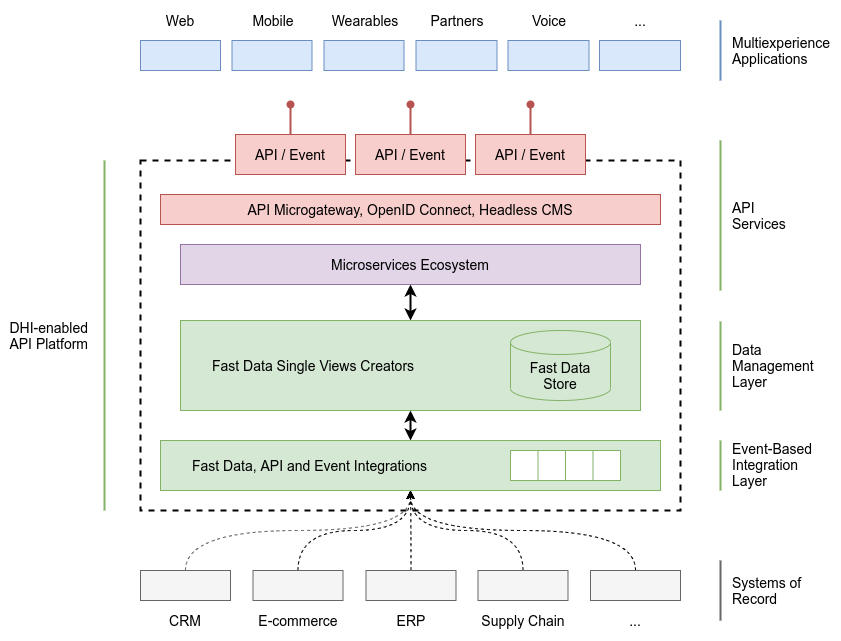 Web
Mobile
Wearables
Partners
Voice
...
Multiexperience
Applications
API / Event
API / Event
API / Event
API Microgateway, OpenID Connect, Headless CMS
API
Services
Microservices Ecosystem
DHI-enabled
API Platform
Fast Data Single Views Creators
Fast Data
Store
Data
Management
Layer
Fast Data, API and Event Integrations
Event-Based
Integration
Layer
Systems of
Record
CRM
E-commerce
ERP
Supply Chain
...